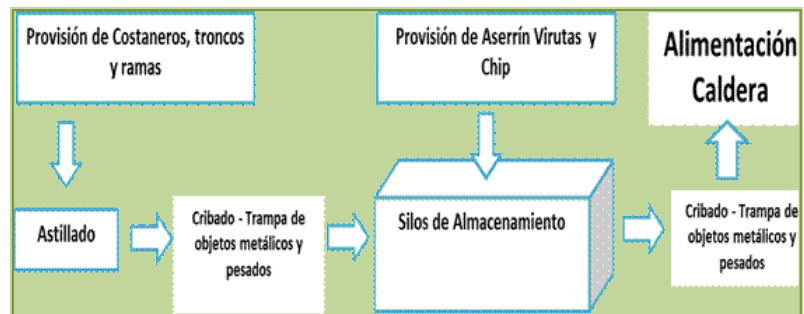 Provisión de Costaneros, troncos
y ramas
Provisión de Aserrín Virutas y
Chip
Alimentación
Caldera
Astillado
Cribado - Trampa de
objetos metálicos y
pesados
Silos de Almacenamiento
Cribado - Trampa de
objetos metálicos y
pesados